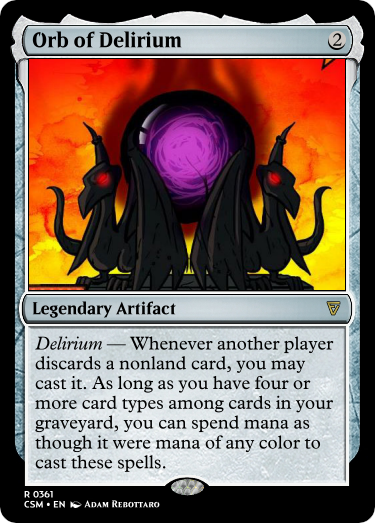 Orb of Delirium 2
Legendary Artifact
Delirium — Whenever another player
discards a nonland card, you may
cast it. As long as you have four or
more card types among cards in your
graveyard, you can spend mana as
though it were mana of any color to
cast these spells.
R 0361
CSM • EN Adam Rebottaro